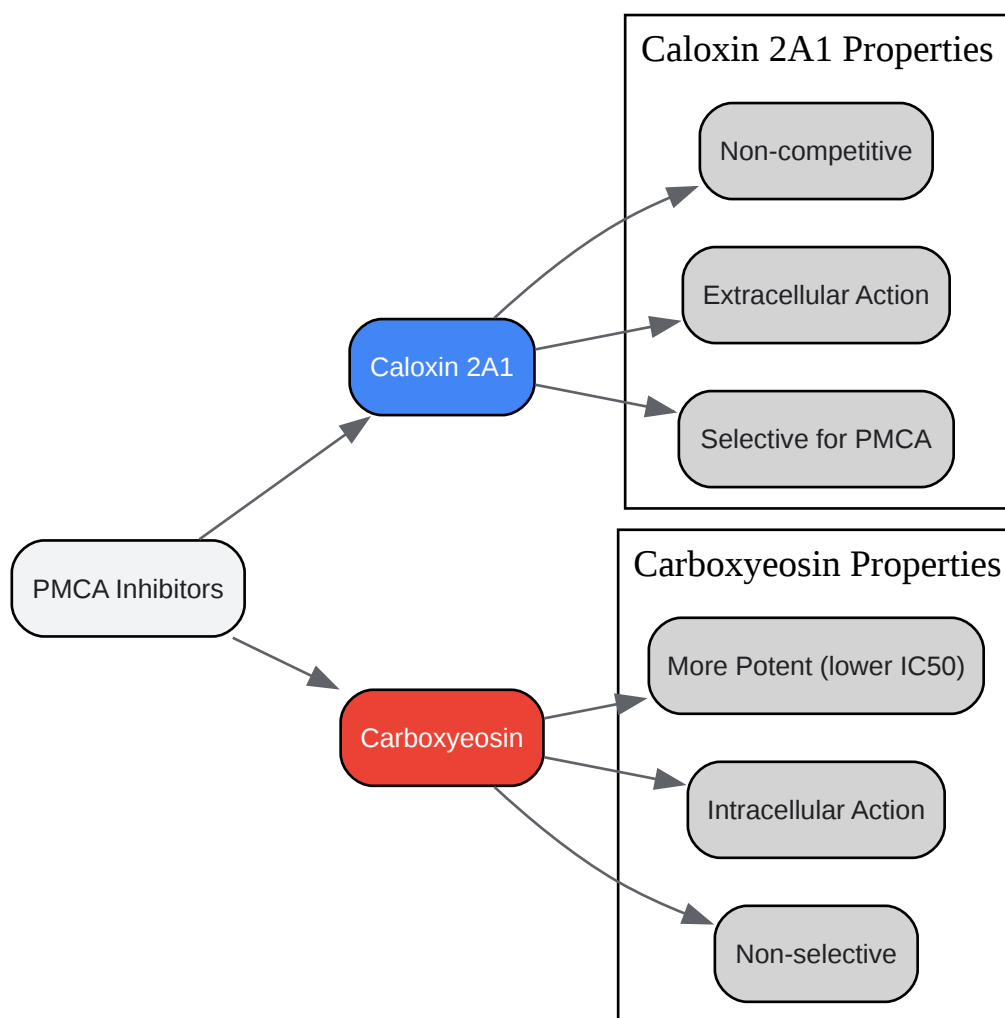 Caloxin 2A1 Properties
Non-competitive
Extracellular Action
Caloxin 2A1
Selective for PMCA
PMCA Inhibitors
Carboxyeosin Properties
More Potent (lower IC50)
Carboxyeosin
Intracellular Action
Non-selective